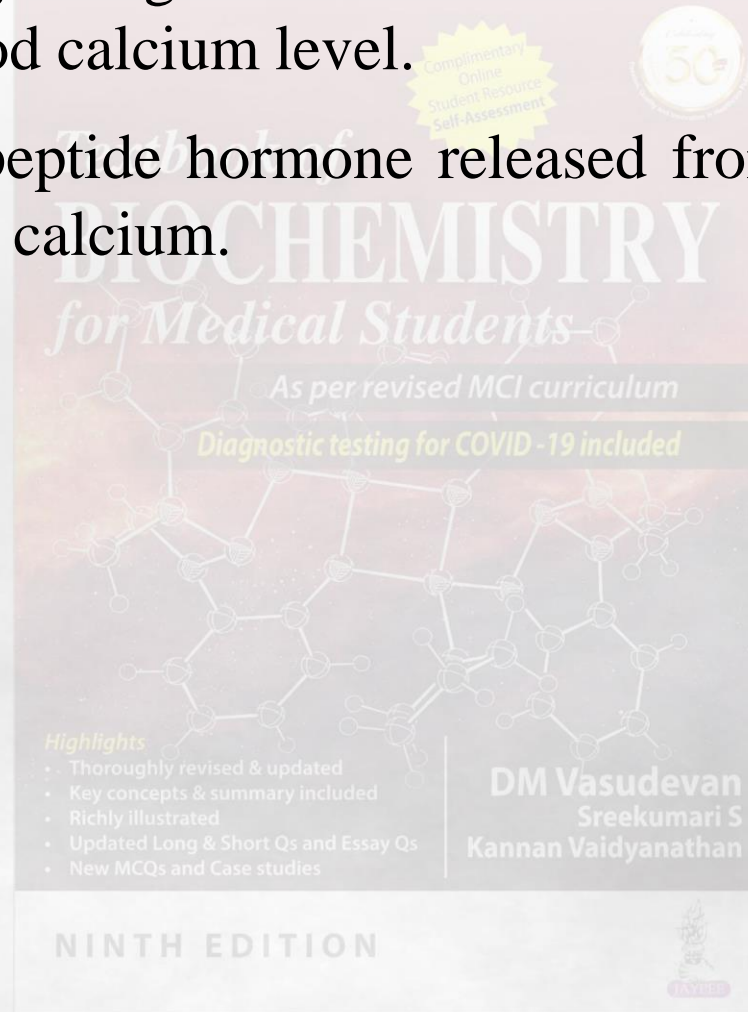 od calcium level.
Complimentary
Online
Student Resource
Self-Assessment
50
peptide hormone released from
Textbook of
calcium.
BIOCHEMISTRY
for Medical Students
As per revised MCI curriculum
Diagnostic testing for COVID -19 included
Highlights
• Thoroughly revised & updated
• Key concepts & summary included
• Richly illustrated
• Updated Long & Short Qs and Essay Qs
• New MCQs and Case studies
DM Vasudevan
Sreekumari S
Kannan Vaidyanathan
NINTH EDITION
JAYPEE